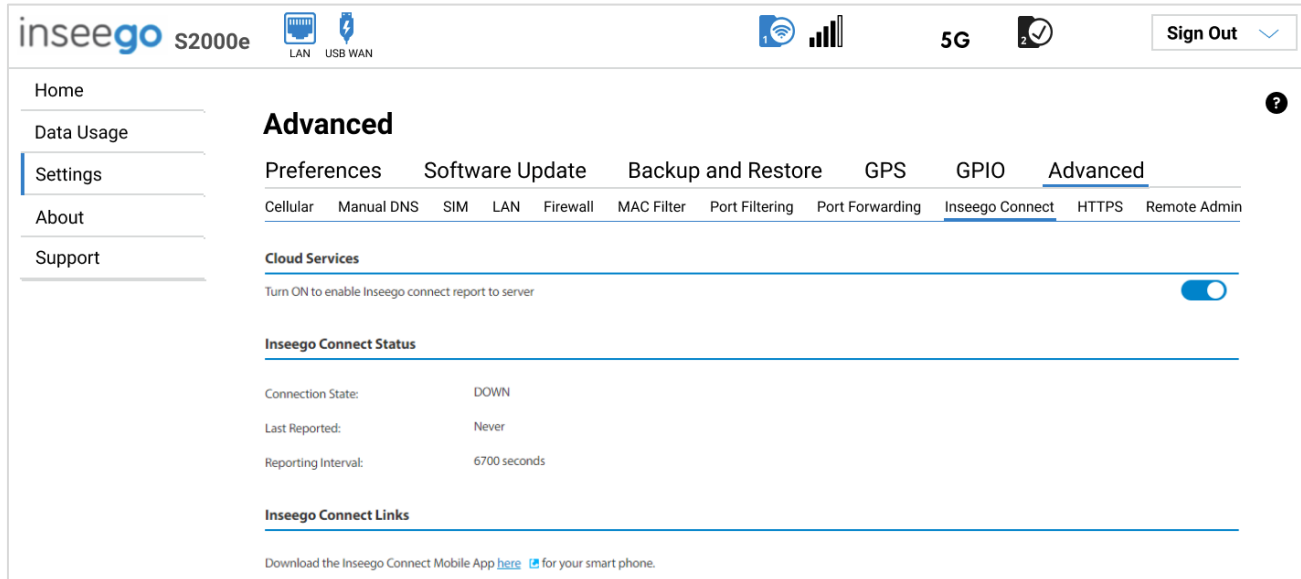 inseego S2000e
LAN USB WAN
1
5G
2
Sign Out
Home
Data Usage
Settings
About
Support
?
Advanced
Preferences Software Update Backup and Restore GPS GPIO Advanced
Cellular Manual DNS SIM LAN Firewall MAC Filter Port Filtering Port Forwarding Inseego Connect HTTPS Remote Admin
Cloud Services
Turn ON to enable Inseego connect report to server
Inseego Connect Status
Connection State: DOWN
Last Reported: Never
Reporting Interval: 6700 seconds
Inseego Connect Links
Download the Inseego Connect Mobile App here for your smart phone.